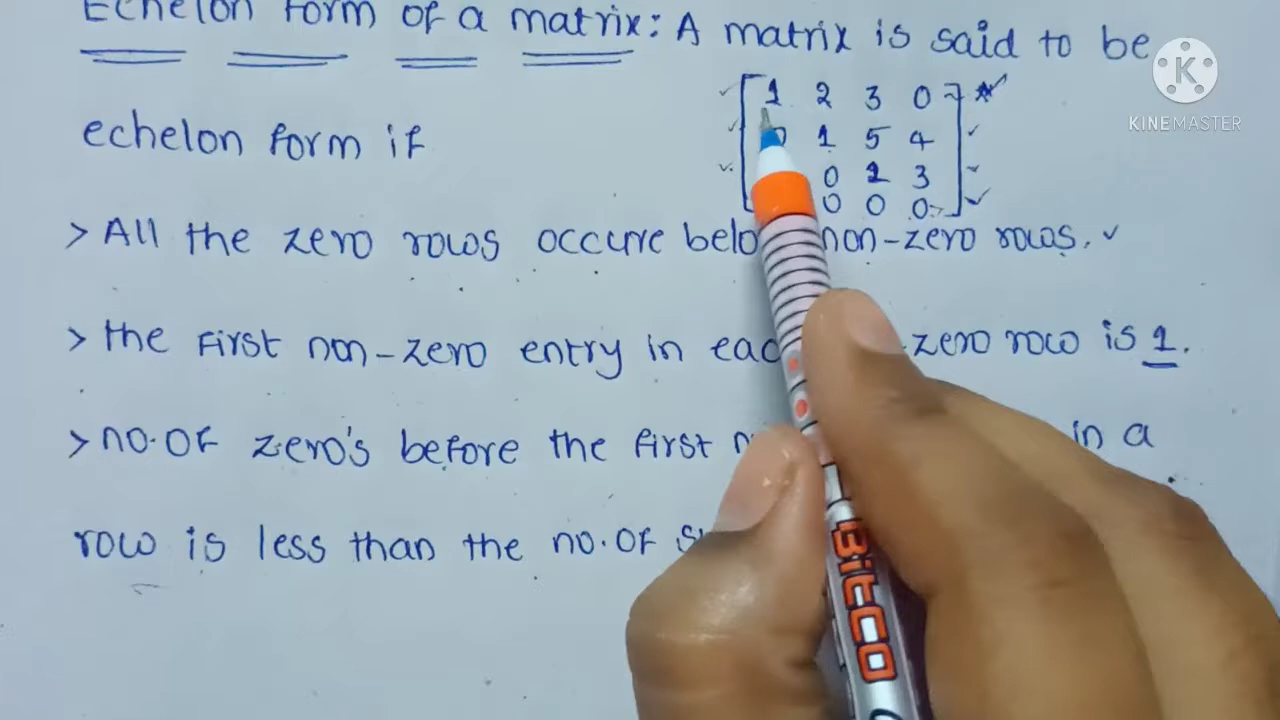 Echelon form of a matrix: A matrix is said to be
echelon form if
1 2 3 0
0 1 5 4
0 1 3
0 0 0
> All the zero rows occure non-zero rows.
> the first non-zero entry in zero row is 1.
> no.of zero's before the first in a
row is less than the no.of
KINEMASTER
Bitco